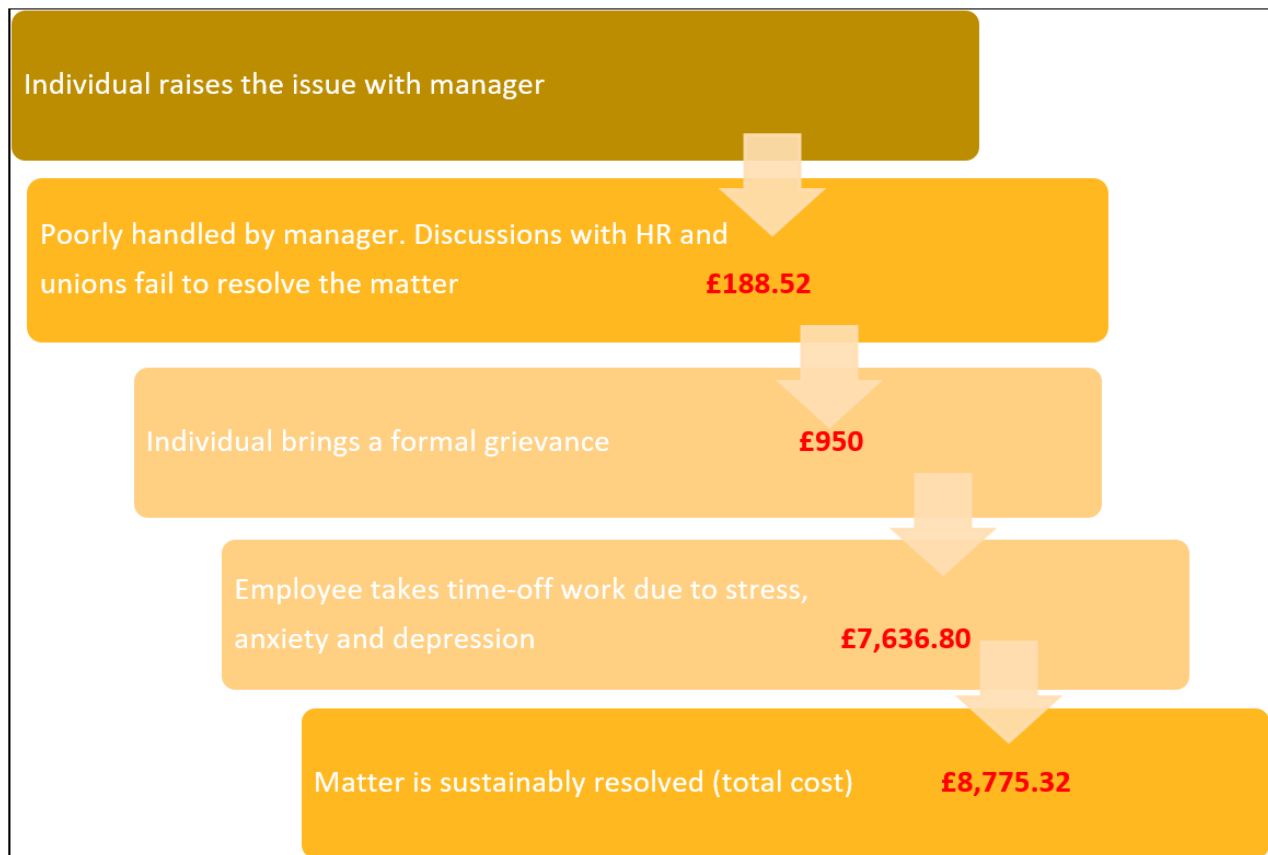 Individual raises the issue with manager
Poorly handled by manager. Discussions with HR and
unions fail to resolve the matter £188.52
Individual brings a formal grievance £950
Employee takes time-off work due to stress,
anxiety and depression £7,636.80
Matter is sustainably resolved (total cost) £8,775.32